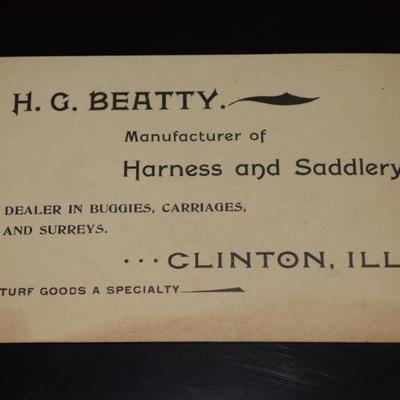 H. G. BEATTY.
Manufacturer of
Harness and Saddlery
DEALER IN BUGGIES, CARRIAGES,
AND SURREYS.
... CLINTON, ILL
TURF GOODS A SPECIALTY